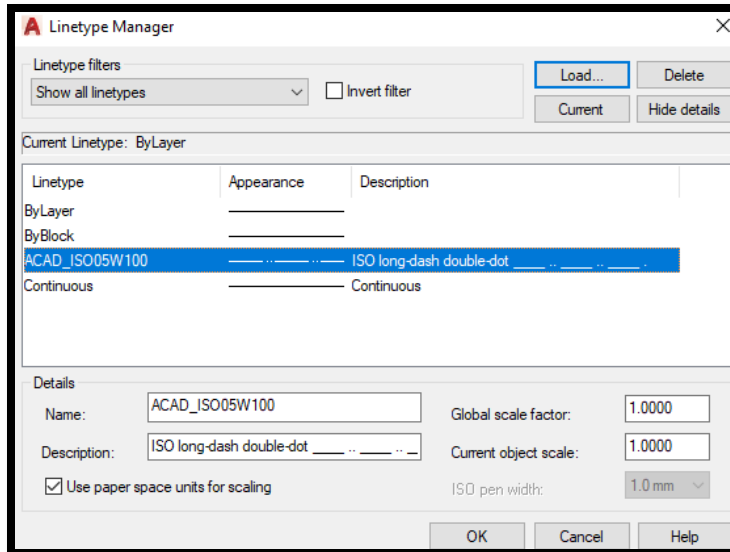 Linetype Manager
Linetype filters
Show all linetypes
Invert filter
Load...
Delete
Current
Hide details
Current Linetype: ByLayer
Linetype Appearance Description
ByLayer
ByBlock
ACAD_ISO05W100 ISO long-dash double-dot ____ .. ____ .. ____ .
Continuous Continuous
Details
Name: ACAD_ISO05W100
Global scale factor: 1.0000
Description: ISO long-dash double-dot ____ .. ____ .. _
Current object scale: 1.0000
Use paper space units for scaling
ISO pen width: 1.0 mm
OK Cancel Help